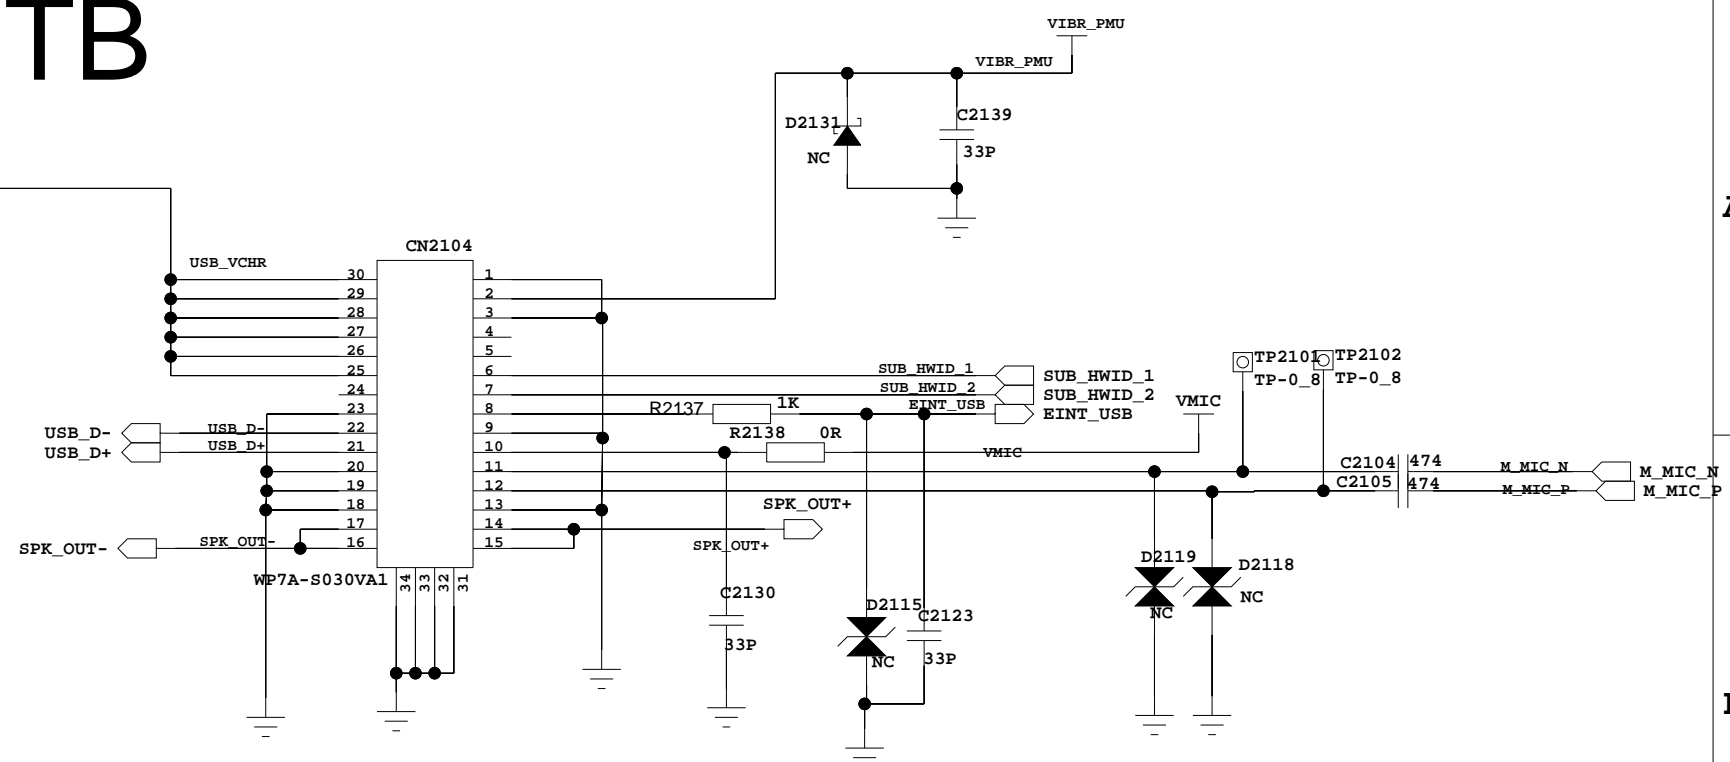 TB
VIBR_PMU
VIBR_PMU
D2131
C2139
NC
33P
CN2104
USB_VCHR
30 1
29 2
28 3
27 4
26 5
25 6 SUB_HWID_1 SUB_HWID_1
24 7 SUB_HWID_2 SUB_HWID_2
23 8 R2137 1K EINT_USB EINT_USB
TP2101 TP2102
TP-0_8 TP-0_8
VMIC
USB_D- USB_D- 22 9 R2138 0R
USB_D+ USB_D+ 21 10 VMIC
20 11 C2104 474 M_MIC_N M_MIC_N
19 12 C2105 474 M_MIC_P M_MIC_P
18 13 SPK_OUT+
17 14
SPK_OUT- SPK_OUT- 16 15 SPK_OUT+
WP7A-S030VA1 34 33 32 31
D2119 D2118
NC NC
C2130 D2115 C2123
33P NC 33P